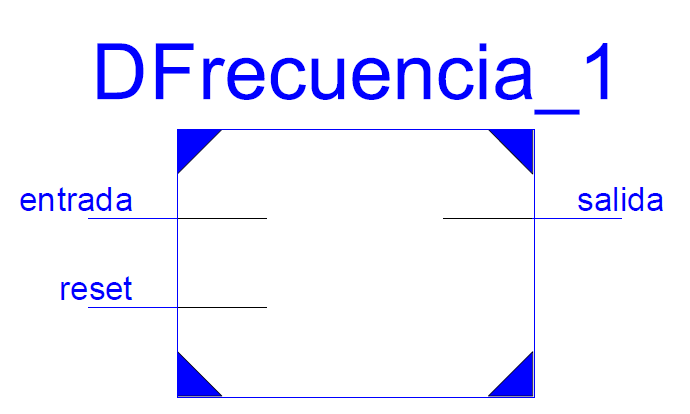 DFrecuencia_1
entrada
salida
reset